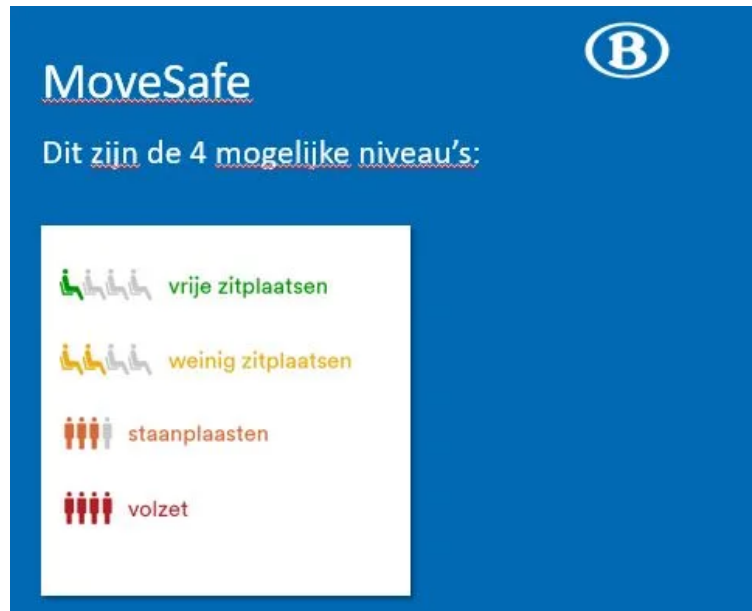 B
MoveSafe
Dit zijn de 4 mogelijke niveau's:
vrije zitplaatsen
weinig zitplaatsen
staanplaasten
volzet